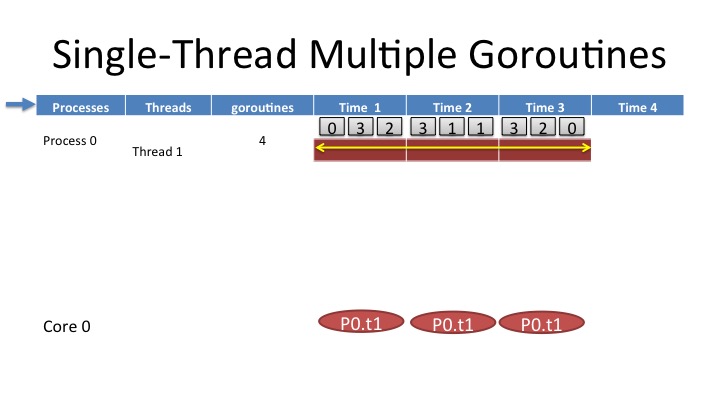 Single-Thread Multiple Goroutines
Processes Threads goroutines Time 1 Time 2 Time 3 Time 4
0 3 2 3 1 1 3 2 0
Process 0 4
Thread 1
Core 0 P0.t1 P0.t1 P0.t1